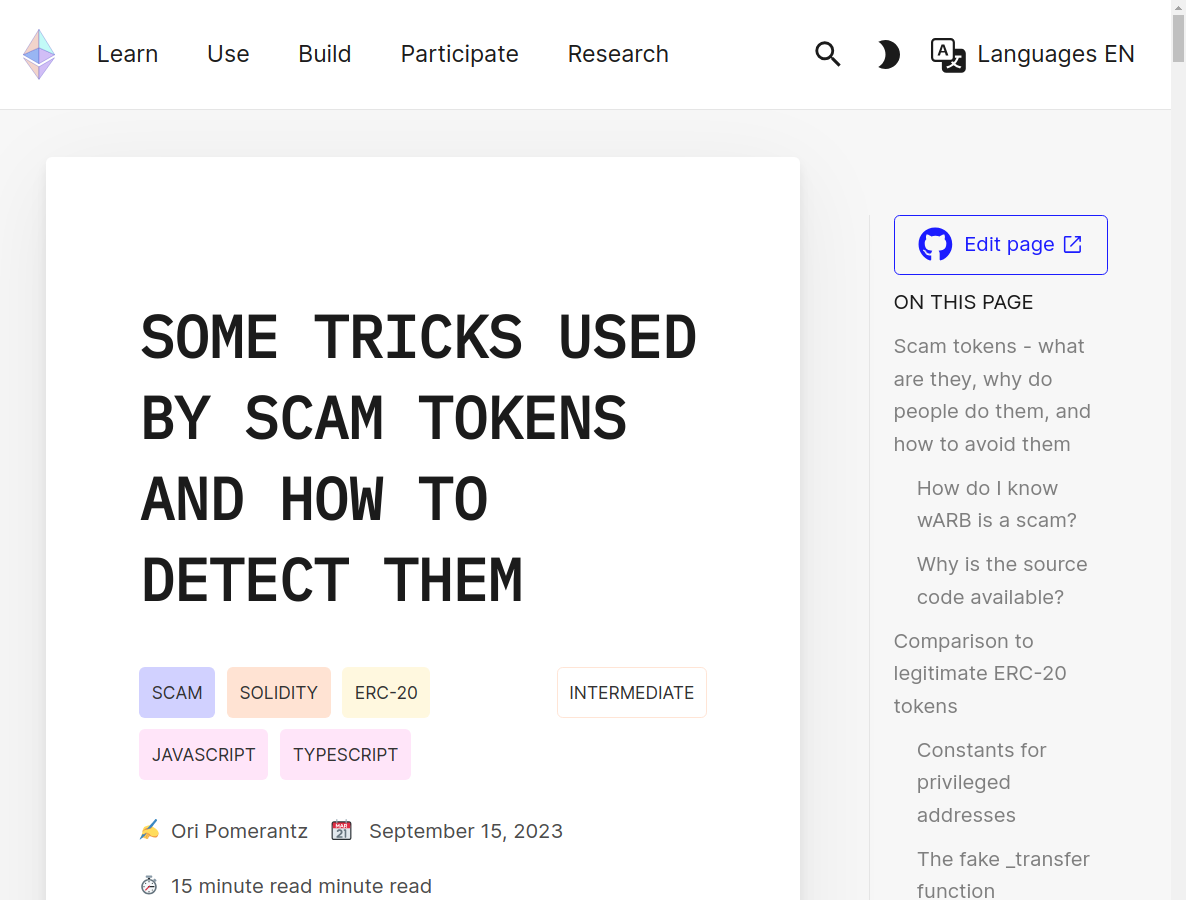 Learn Use Build Participate Research Languages EN
SOME TRICKS USED
BY SCAM TOKENS
AND HOW TO
DETECT THEM
SCAM SOLIDITY ERC-20 INTERMEDIATE
JAVASCRIPT TYPESCRIPT
Ori Pomerantz September 15, 2023
15 minute read minute read
Edit page
ON THIS PAGE
Scam tokens - what
are they, why do
people do them, and
how to avoid them
How do I know
wARB is a scam?
Why is the source
code available?
Comparison to
legitimate ERC-20
tokens
Constants for
privileged
addresses
The fake _transfer
function